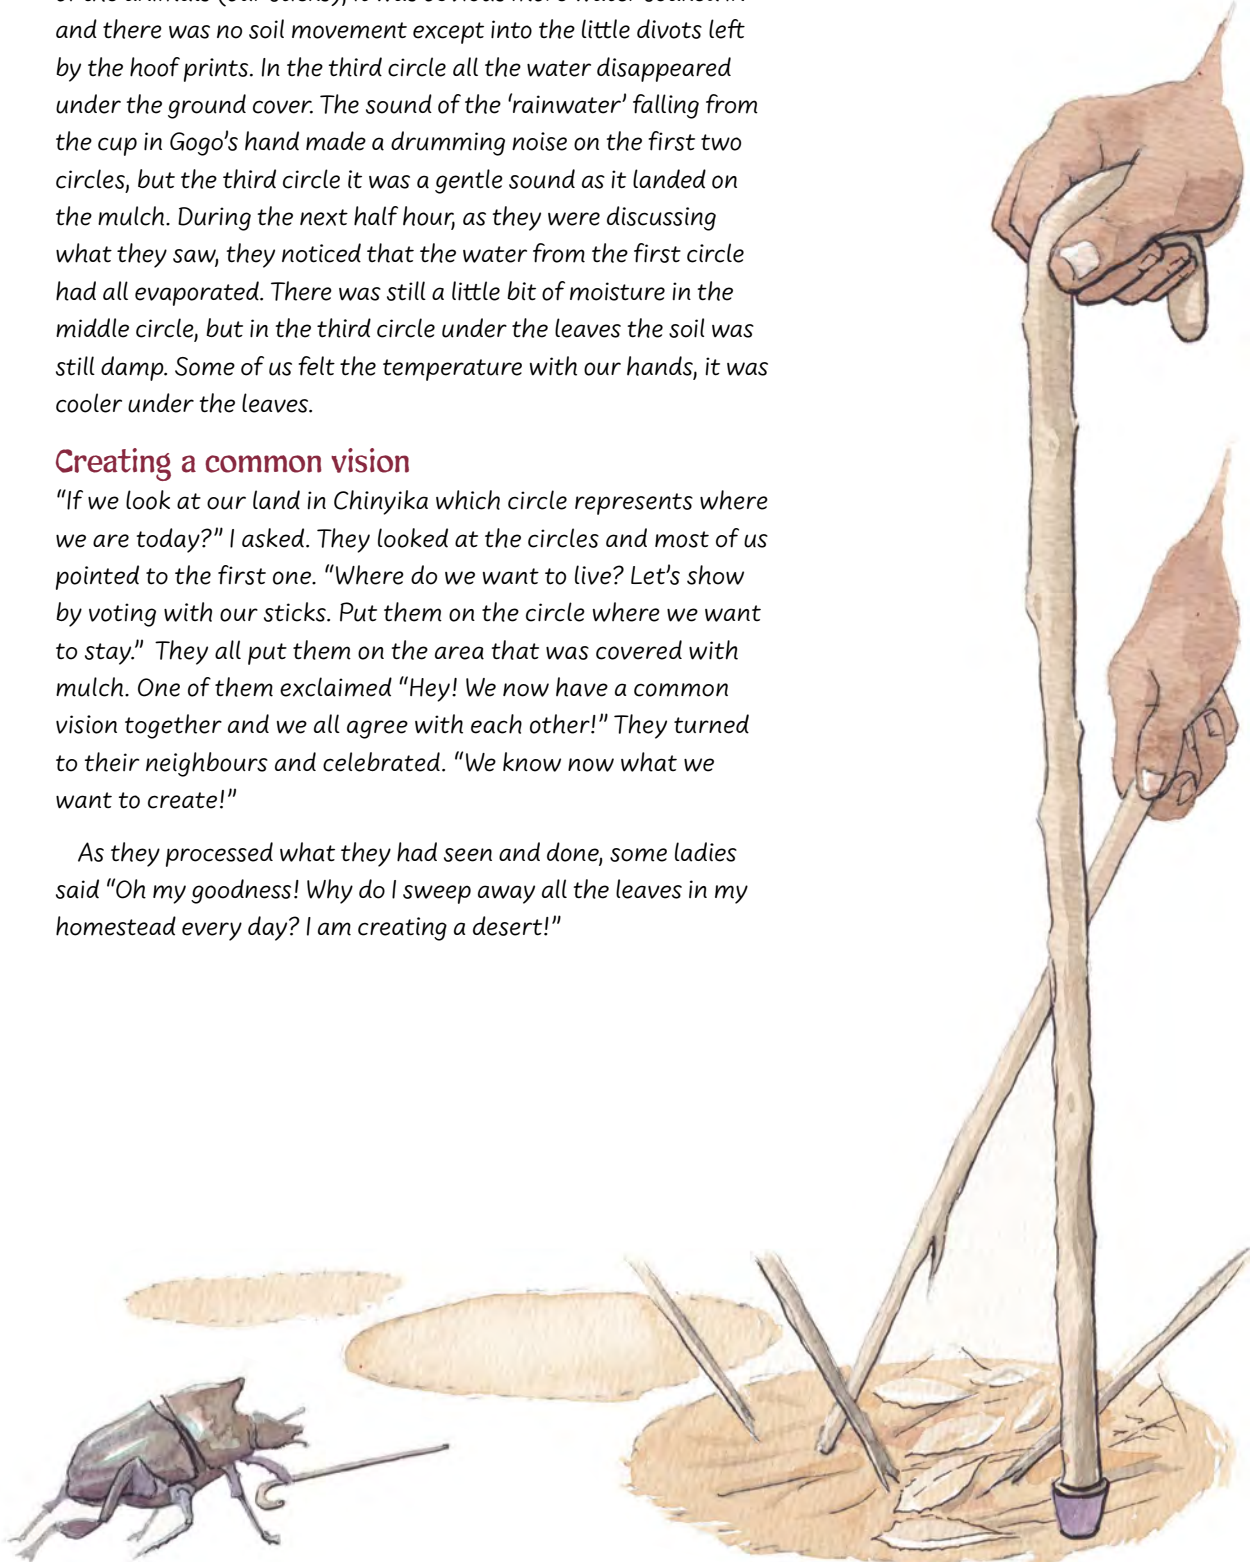 of the animals (our sticks), it was obvious more water soaked in
and there was no soil movement except into the little divots left
by the hoof prints. In the third circle all the water disappeared
under the ground cover. The sound of the ‘rainwater’ falling from
the cup in Gogo’s hand made a drumming noise on the first two
circles, but the third circle it was a gentle sound as it landed on
the mulch. During the next half hour, as they were discussing
what they saw, they noticed that the water from the first circle
had all evaporated. There was still a little bit of moisture in the
middle circle, but in the third circle under the leaves the soil was
still damp. Some of us felt the temperature with our hands, it was
cooler under the leaves.
Creating a common vision
“If we look at our land in Chinyika which circle represents where
we are today?” I asked. They looked at the circles and most of us
pointed to the first one. “Where do we want to live? Let’s show
by voting with our sticks. Put them on the circle where we want
to stay.” They all put them on the area that was covered with
mulch. One of them exclaimed “Hey! We now have a common
vision together and we all agree with each other!” They turned
to their neighbours and celebrated. “We know now what we
want to create!”
As they processed what they had seen and done, some ladies
said “Oh my goodness! Why do I sweep away all the leaves in my
homestead every day? I am creating a desert!”